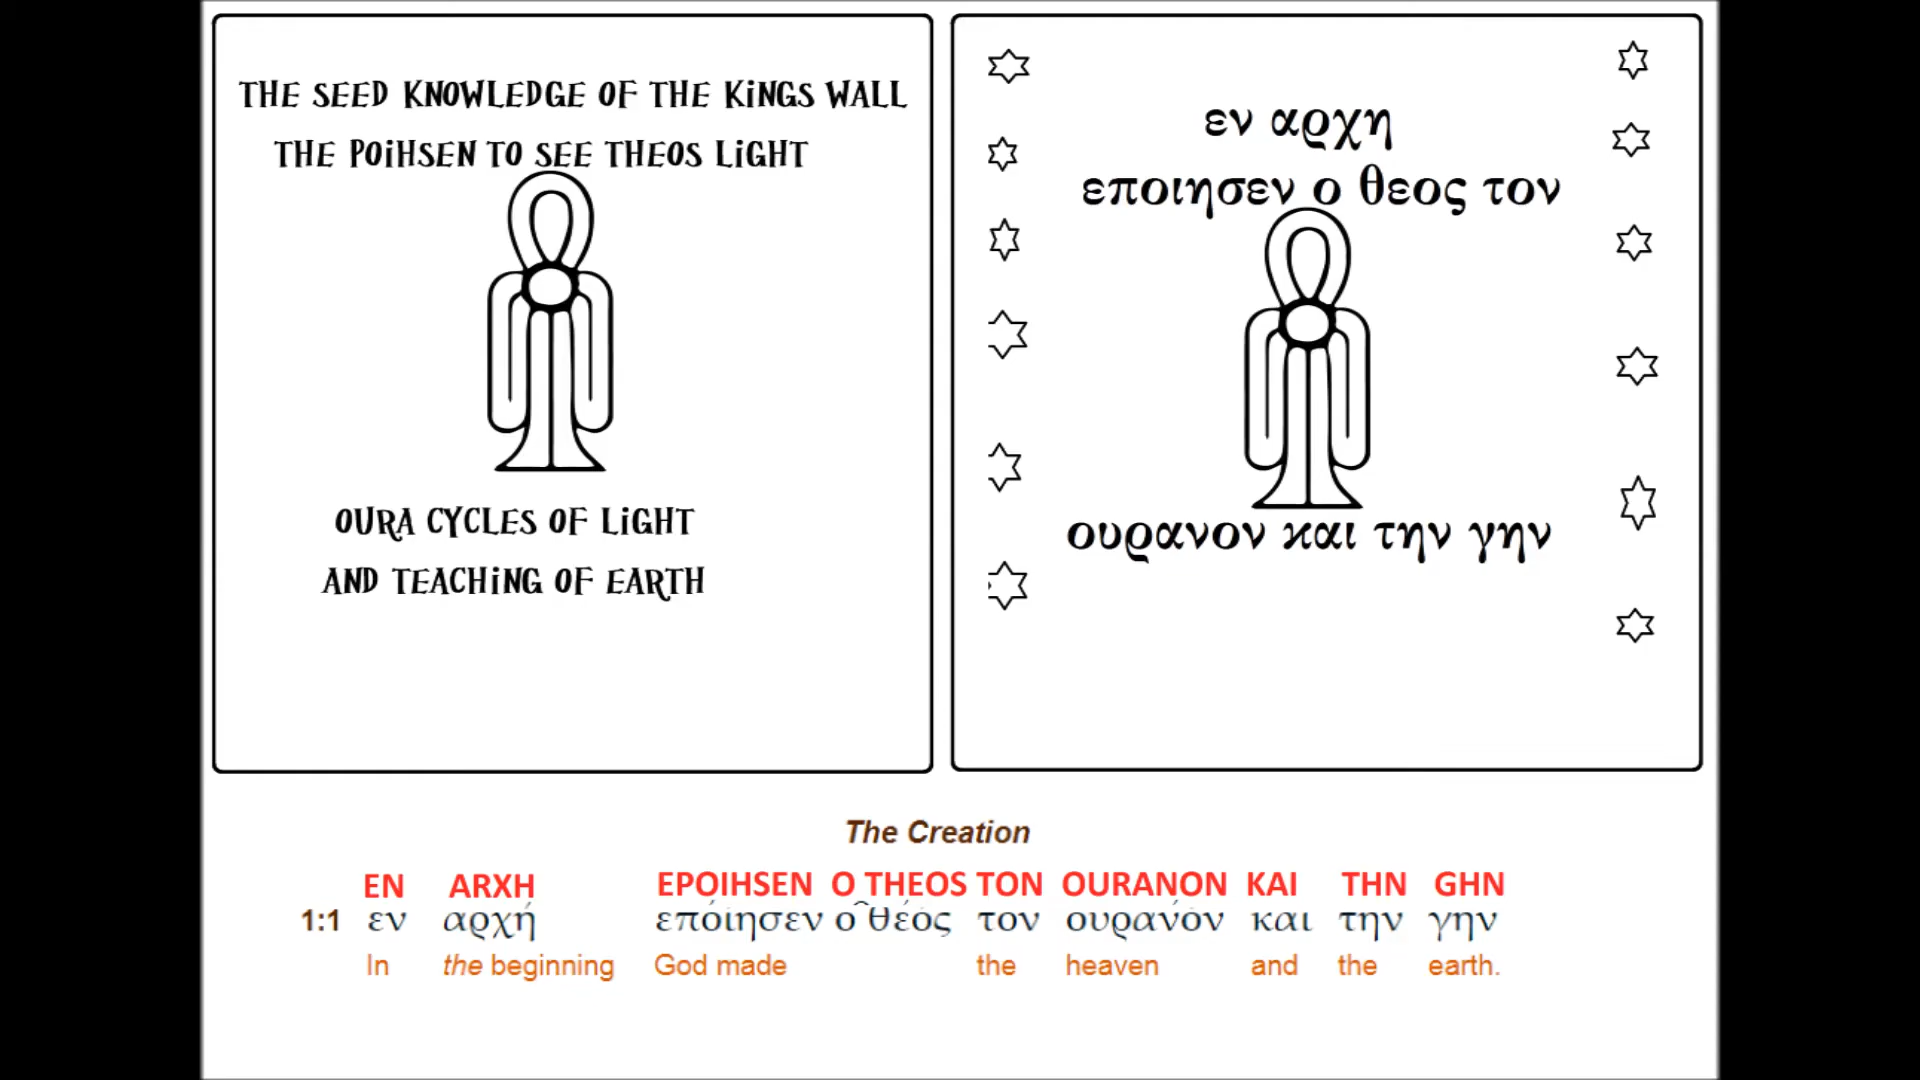 THE SEED KNOWLEDGE OF THE KiNGS WALL
THE POiHSEN TO SEE THEOS LiGHT
OURA CYCLES OF LiGHT
AND TEACHiNG OF EARTH
εν αρχη
εποιησεν ο θεος τον
ουρανον και την γην
The Creation
EN ARXH EPOIHSEN O THEOS TON OURANON KAI THN GHN
1:1 εν αρχή επόιησεν ο θέος τον ουρανόν και την γην
In the beginning God made the heaven and the earth.